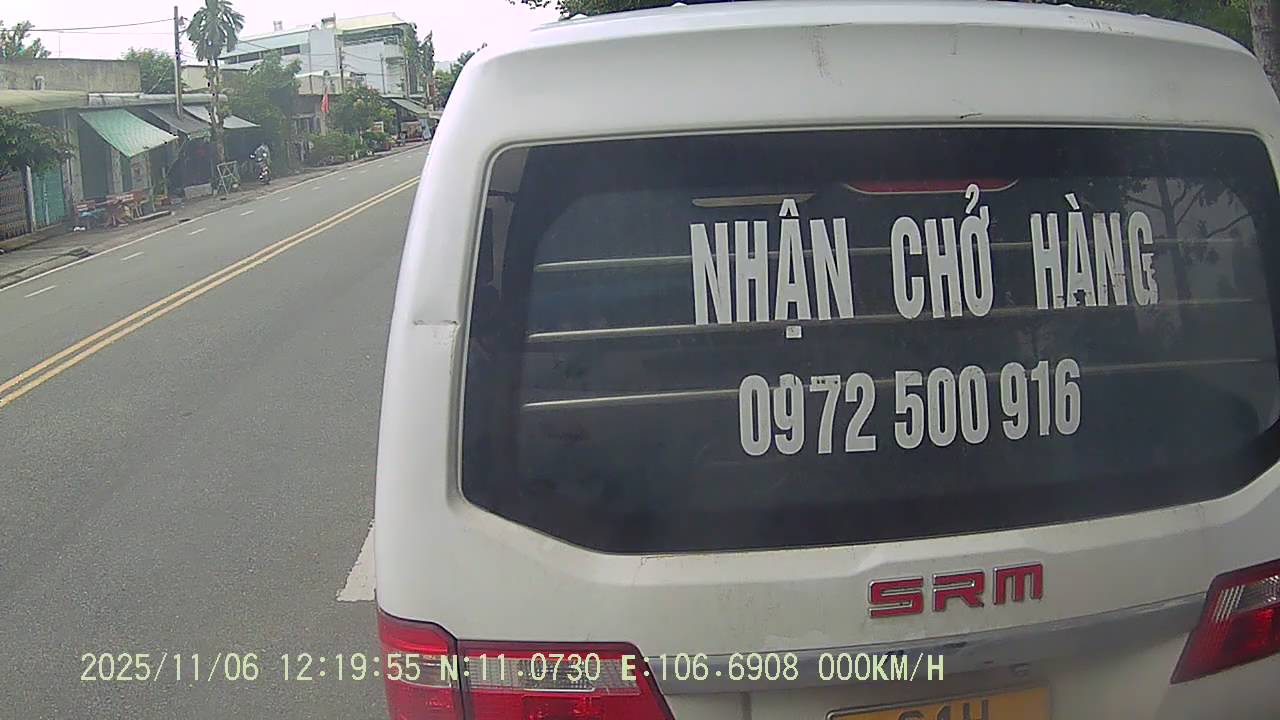 NHẬN CHỞ HÀNG
0972 500 916
SRM
2025/11/06 12:19:55 N:11.0730 E:106.6908 000KM/H